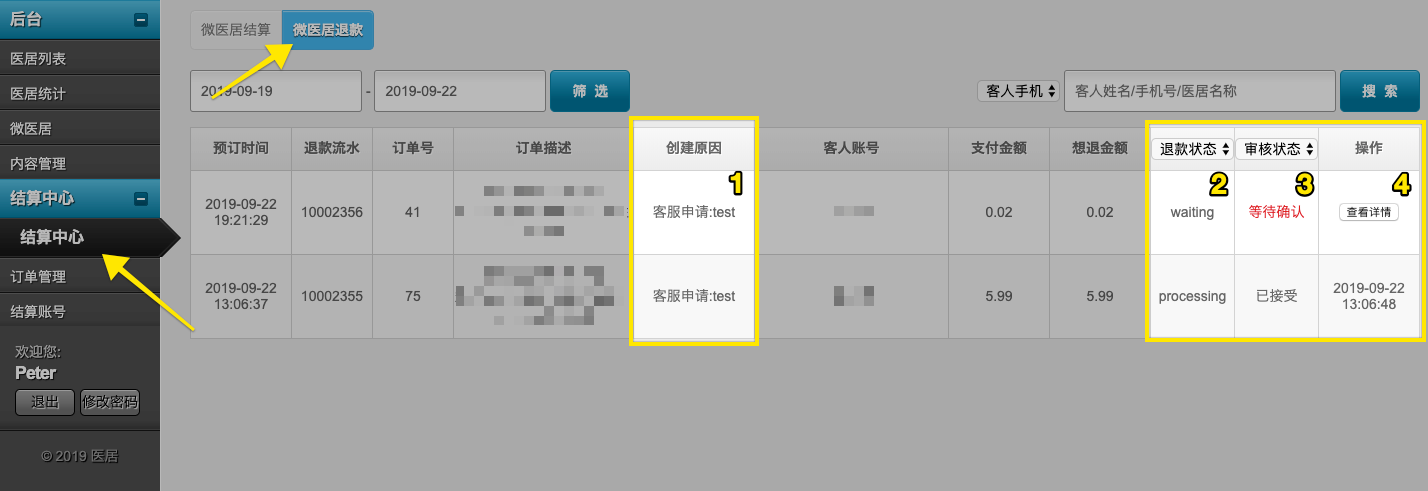 后台
医居列表
医居统计
微医居
内容管理
结算中心
结算中心
订单管理
结算账号
欢迎您:
Peter
退出 修改密码
© 2019 医居
微医居结算 微医居退款
2019-09-19 - 2019-09-22 筛 选 客人手机 客人姓名/手机号/医居名称 搜 索
预订时间 退款流水 订单号 订单描述 创建原因 客人账号 支付金额 想退金额 退款状态 审核状态 操作
1 2 3 4
2019-09-22
19:21:29 10002356 41 客服申请:test 0.02 0.02 waiting 等待确认 查看详情
2019-09-22
13:06:37 10002355 75 客服申请:test 5.99 5.99 processing 已接受 2019-09-22
13:06:48